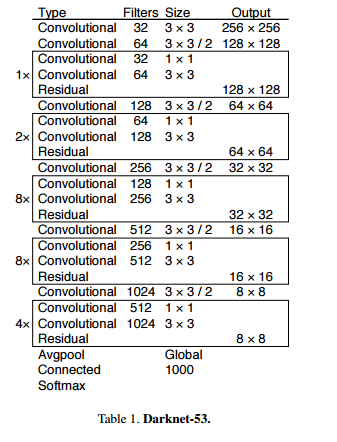 Type Filters Size Output
Convolutional 32 3 × 3 256 × 256
Convolutional 64 3 × 3 / 2 128 × 128
Convolutional 32 1 × 1
1× Convolutional 64 3 × 3
Residual 128 × 128
Convolutional 128 3 × 3 / 2 64 × 64
Convolutional 64 1 × 1
2× Convolutional 128 3 × 3
Residual 64 × 64
Convolutional 256 3 × 3 / 2 32 × 32
Convolutional 128 1 × 1
8× Convolutional 256 3 × 3
Residual 32 × 32
Convolutional 512 3 × 3 / 2 16 × 16
Convolutional 256 1 × 1
8× Convolutional 512 3 × 3
Residual 16 × 16
Convolutional 1024 3 × 3 / 2 8 × 8
Convolutional 512 1 × 1
4× Convolutional 1024 3 × 3
Residual 8 × 8
Avgpool Global
Connected 1000
Softmax
Table 1. Darknet-53.